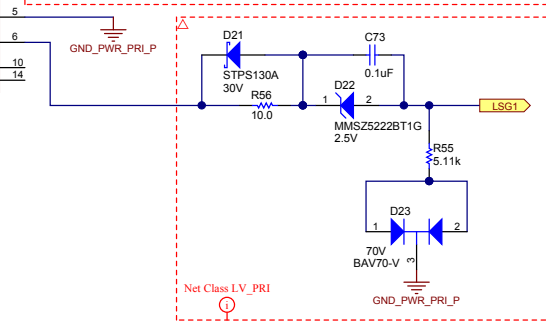 5
GND_PWR_PRI_P
6
10
14
D21
STPS130A
30V
R56
10.0
C73
0.1uF
D22
1
2
MMSZ5222BT1G
2.5V
LSG1
R55
5.11k
D23
1
2
70V
BAV70-V
3
GND_PWR_PRI_P
Net Class LV_PRI
i